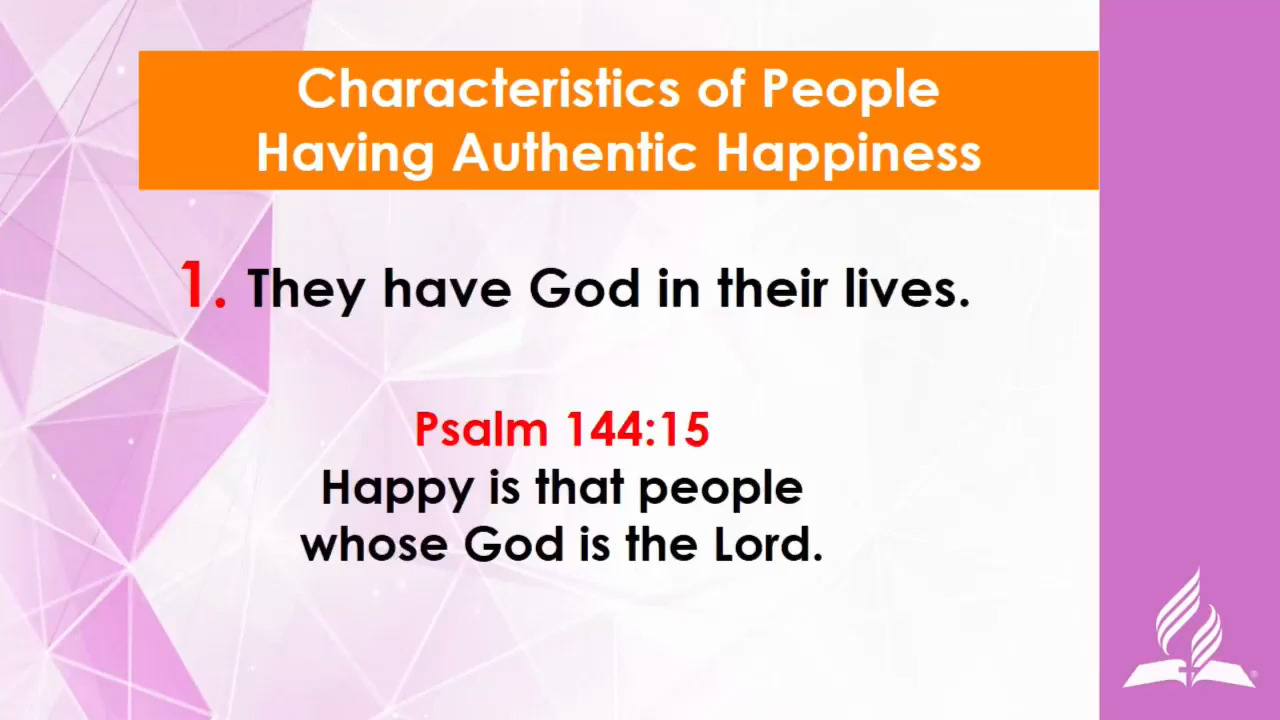 Characteristics of People
Having Authentic Happiness
1. They have God in their lives.
Psalm 144:15
Happy is that people
whose God is the Lord.